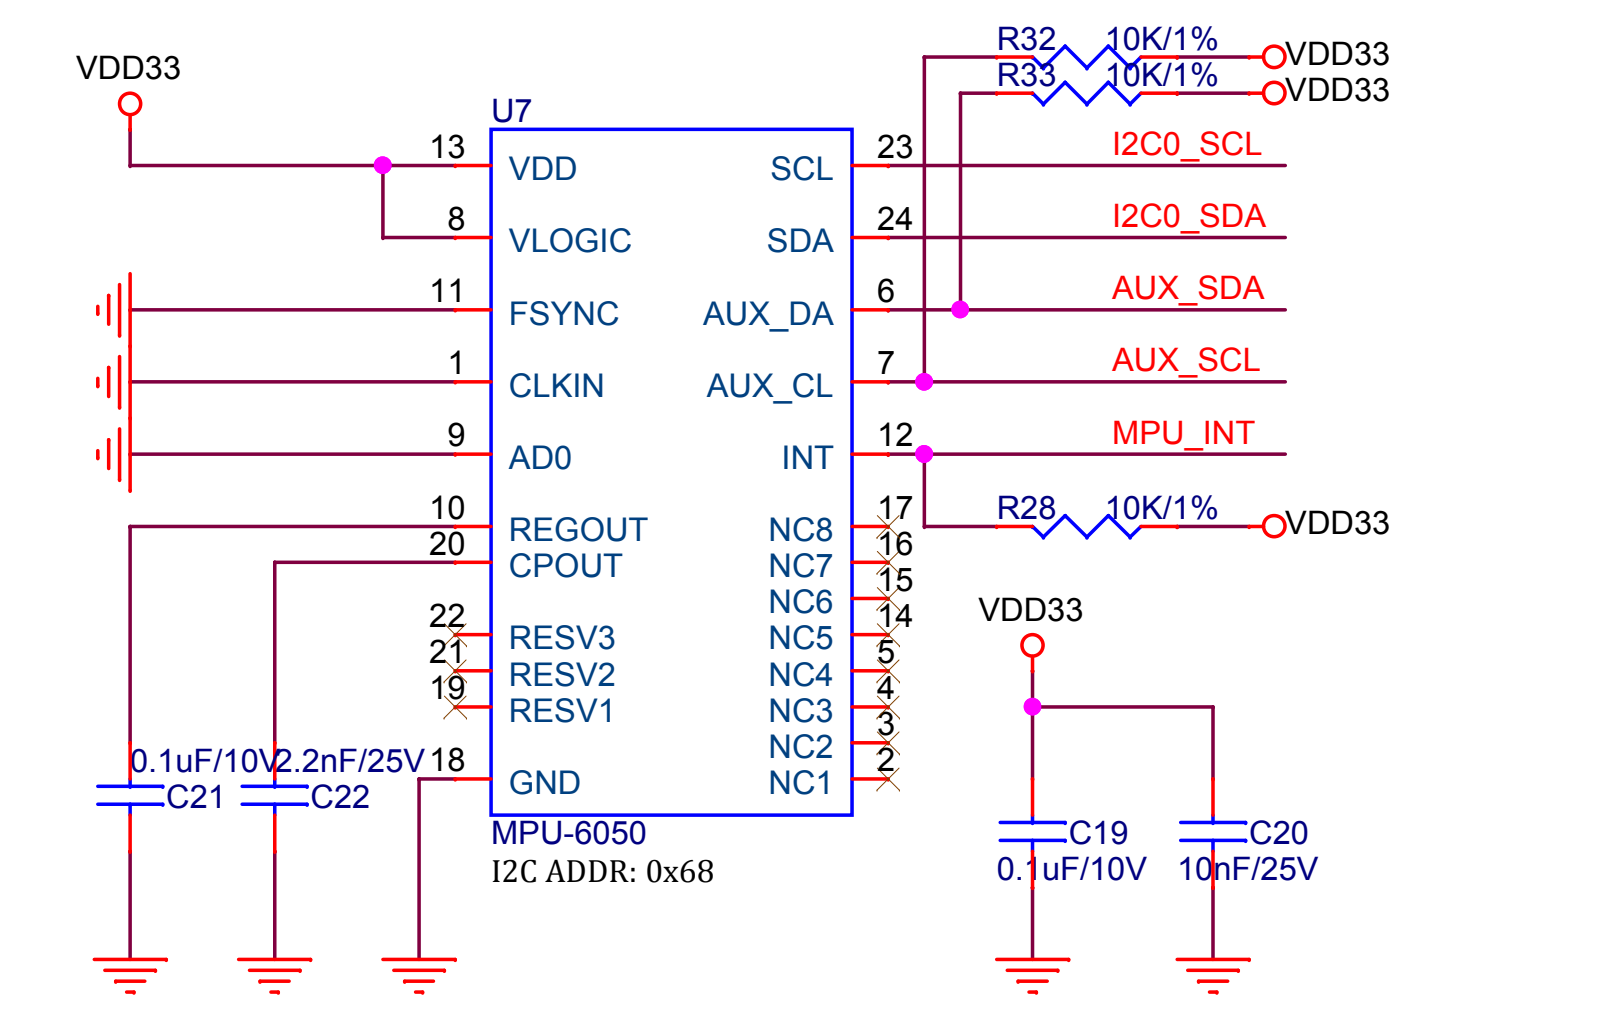 VDD33
U7
R32 10K/1% VDD33
R33 10K/1% VDD33
13 VDD SCL 23 I2C0_SCL
8 VLOGIC SDA 24 I2C0_SDA
11 FSYNC AUX_DA 6 AUX_SDA
1 CLKIN AUX_CL 7 AUX_SCL
9 AD0 INT 12 MPU_INT
10 REGOUT NC8 17 R28 10K/1% VDD33
20 CPOUT NC7 16
NC6 15
22 RESV3 NC5 14 VDD33
21 RESV2 NC4 5
19 RESV1 NC3 4
NC2 3
0.1uF/10V 2.2nF/25V 18 GND NC1 2
C21 C22
MPU-6050 C19 C20
I2C ADDR: 0x68 0.1uF/10V 10nF/25V